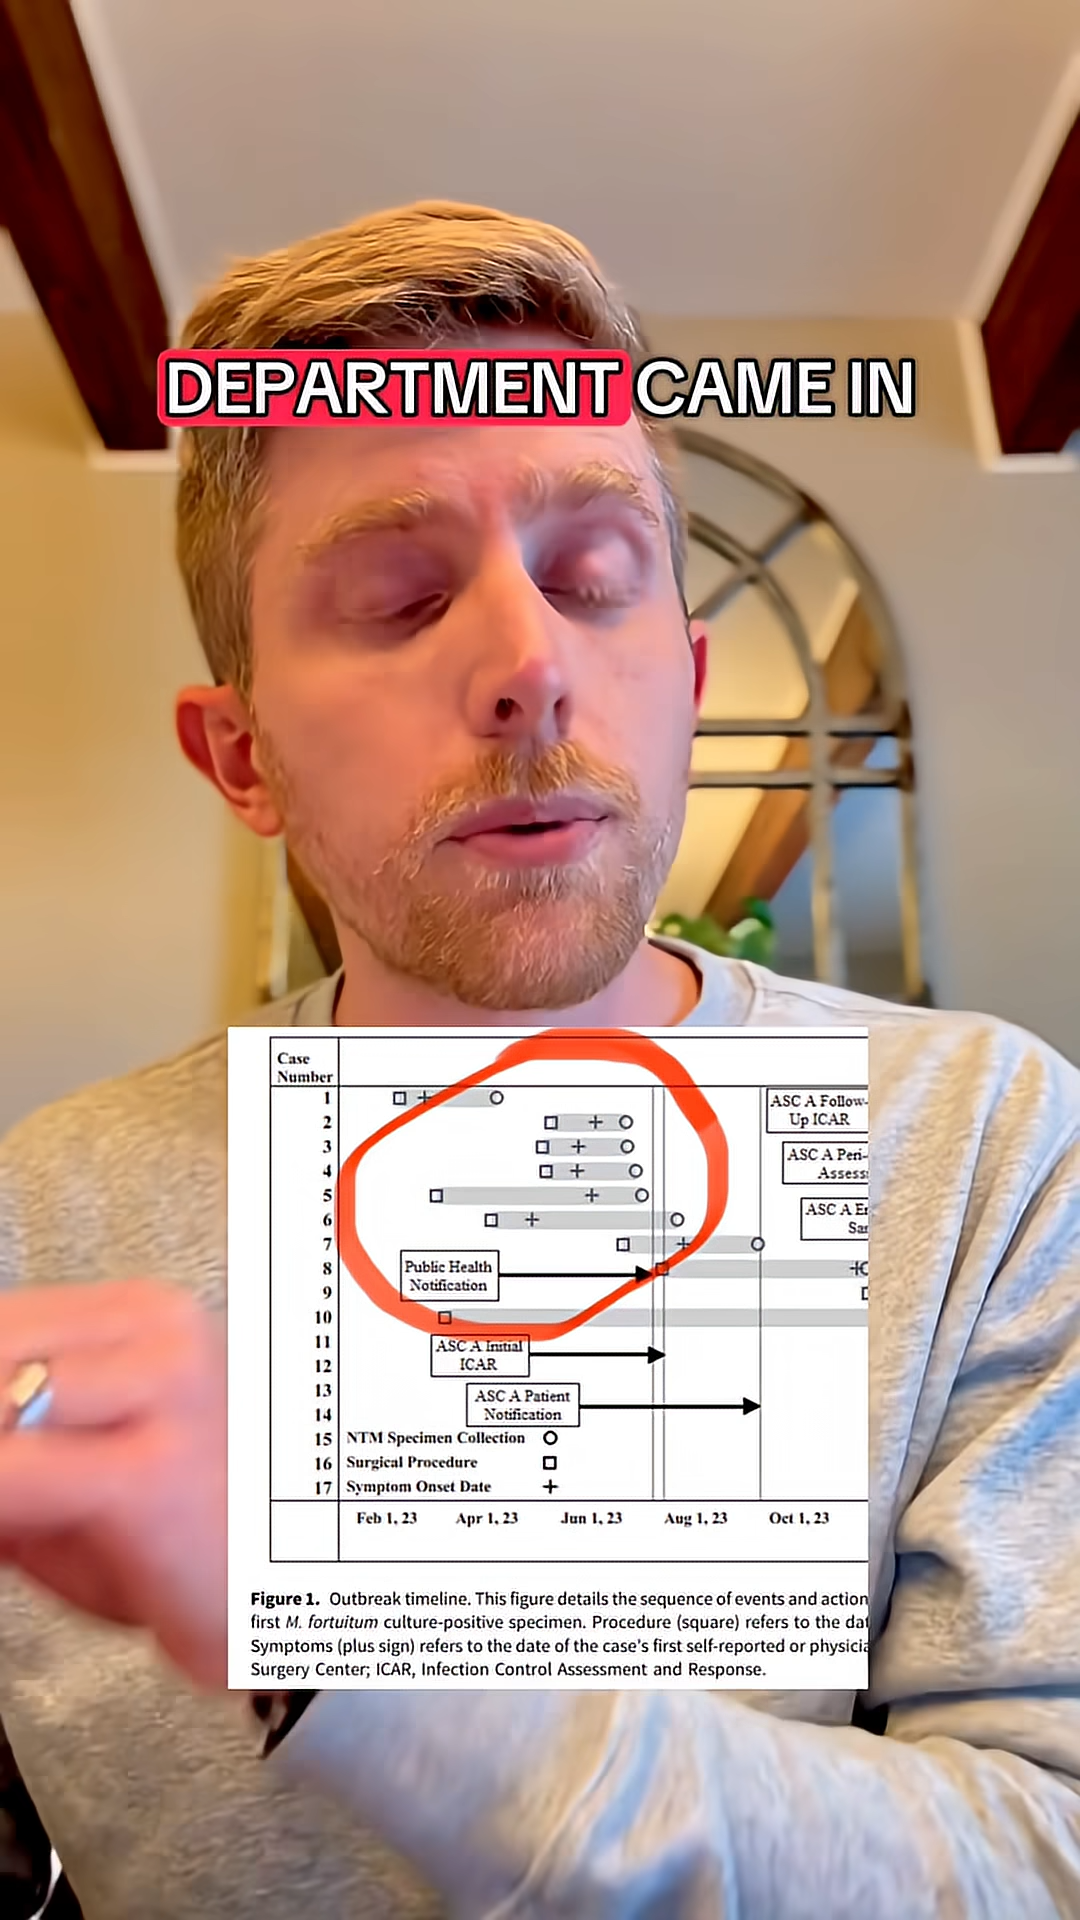 DEPARTMENT CAME IN
Case
Number
1
2
3
4
5
6
7
8
9
10
11
12
13
14
15
16
17
ASC A Follow-
Up ICAR
ASC A Peri-
Assess
ASC A
Public Health
Notification
ASC A Initial
ICAR
ASC A Patient
Notification
NTM Specimen Collection
Surgical Procedure
Symptom Onset Date
Feb 1, 23 Apr 1, 23 Jun 1, 23 Aug 1, 23 Oct 1, 23
Figure 1. Outbreak timeline. This figure details the sequence of events and action
first M. fortuitum culture-positive specimen. Procedure (square) refers to the
Symptoms (plus sign) refers to the date of the case's first self-reported or
Surgery Center; ICAR, Infection Control Assessment and Response.